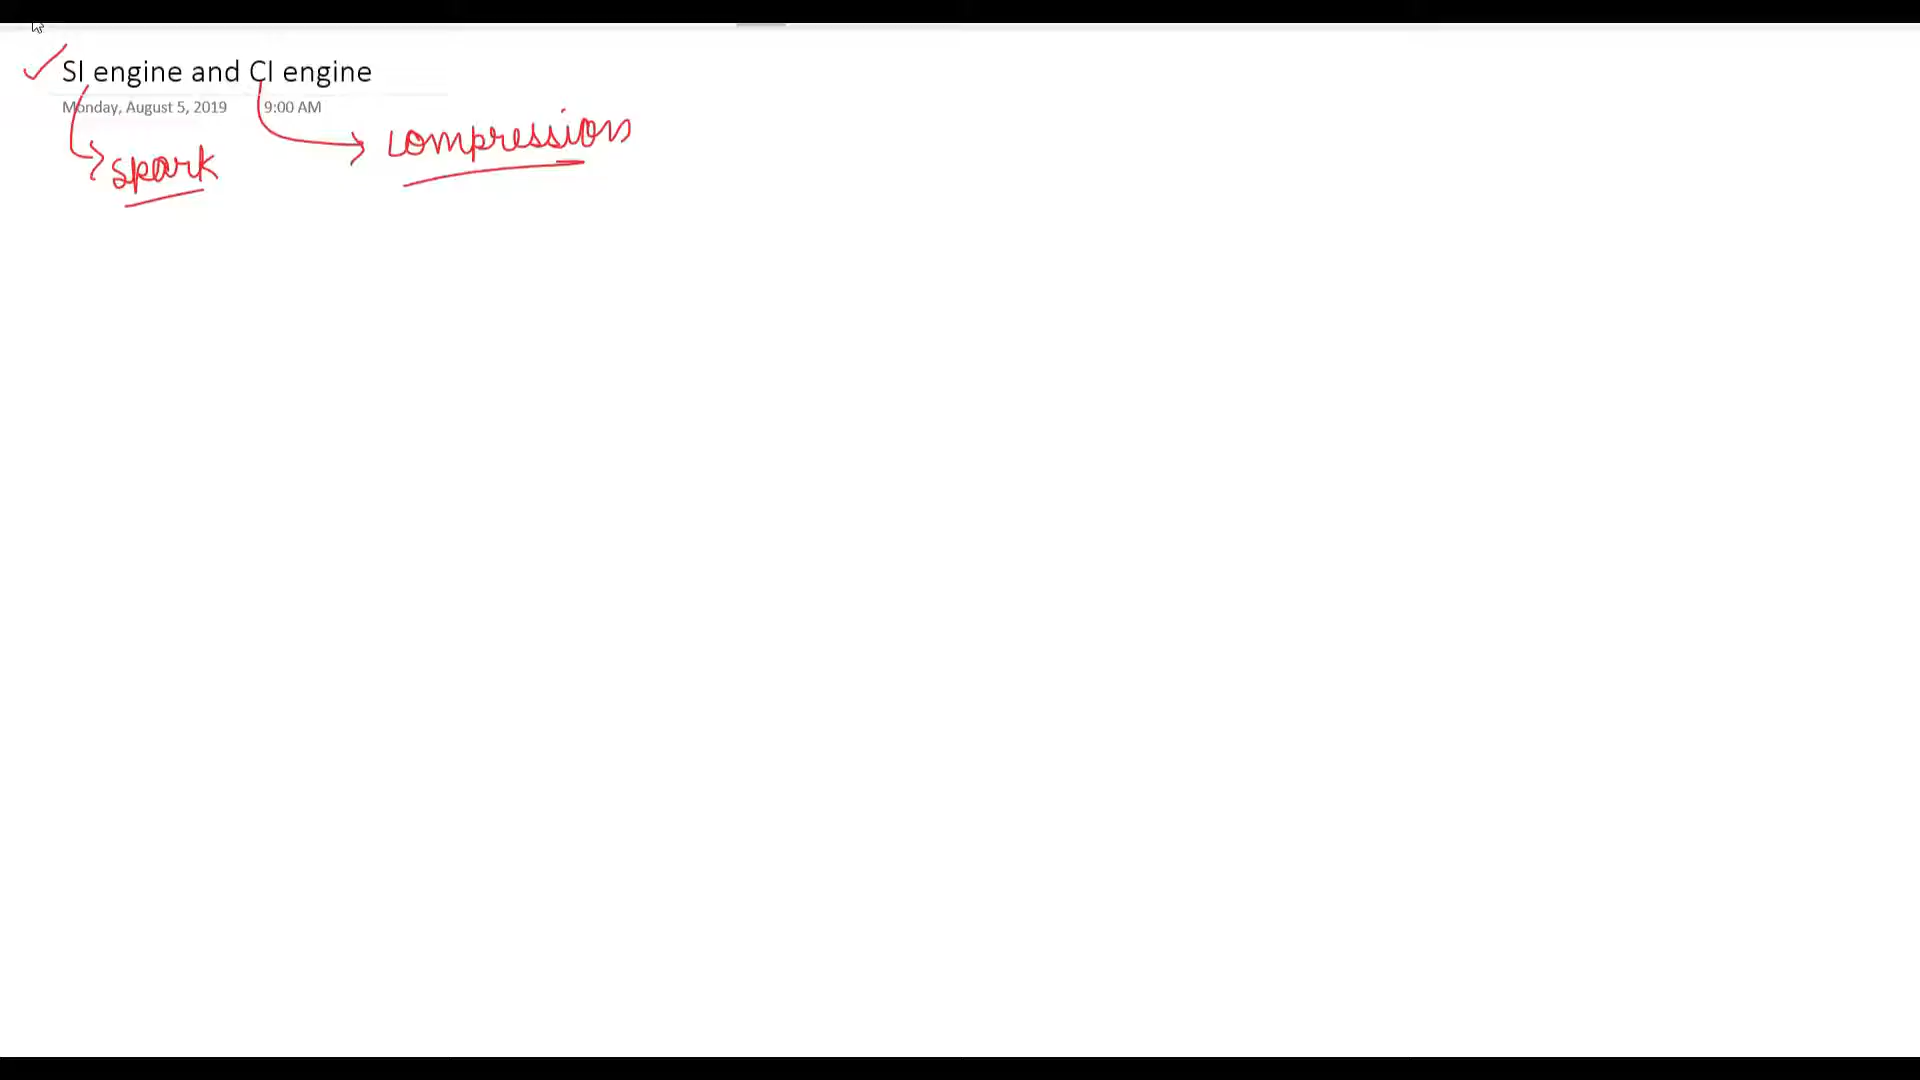 SI engine and CI engine
Monday, August 5, 2019 9:00 AM
spark
compression